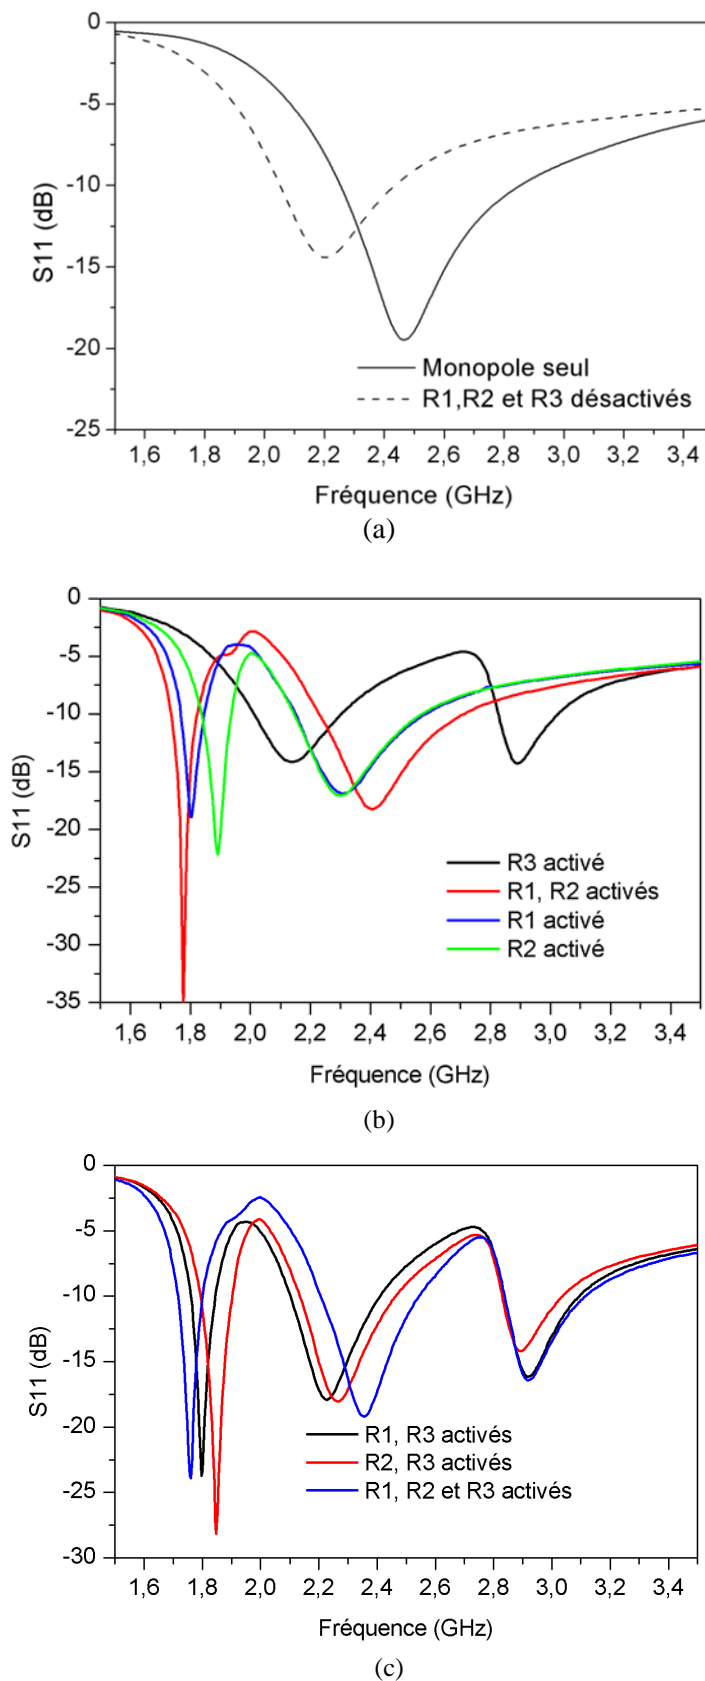 0
-5
-10
-15
-20
-25
S11 (dB)
Monopole seul
R1,R2 et R3 désactivés
1,6 1,8 2,0 2,2 2,4 2,6 2,8 3,0 3,2 3,4
Fréquence (GHz)
(a)
0
-5
-10
-15
-20
-25
-30
-35
S11 (dB)
R3 activé
R1, R2 activés
R1 activé
R2 activé
1,6 1,8 2,0 2,2 2,4 2,6 2,8 3,0 3,2 3,4
Fréquence (GHz)
(b)
0
-5
-10
-15
-20
-25
-30
S11 (dB)
R1, R3 activés
R2, R3 activés
R1, R2 et R3 activés
1,6 1,8 2,0 2,2 2,4 2,6 2,8 3,0 3,2 3,4
Fréquence (GHz)
(c)